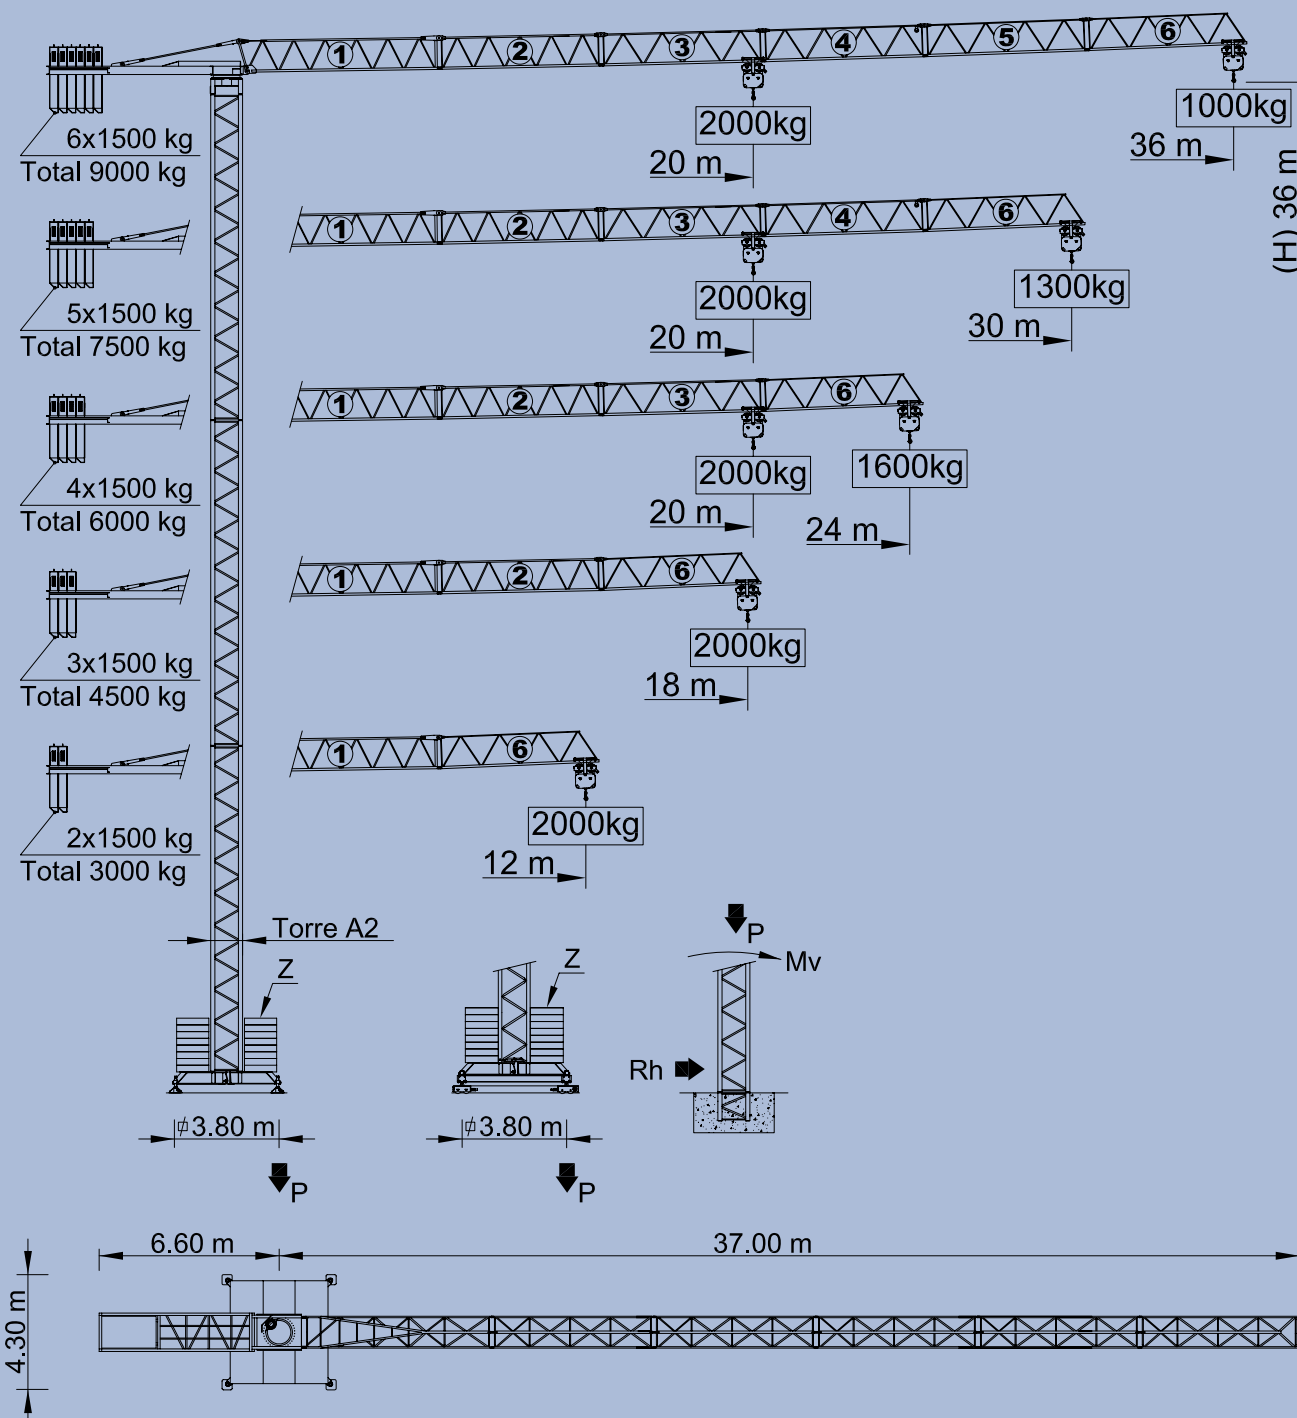 1 2 3 4 5 6
2000kg
20 m
1000kg
36 m
(H) 36 m
6x1500 kg
Total 9000 kg
1 2 3 4 6
2000kg
20 m
1300kg
30 m
5x1500 kg
Total 7500 kg
1 2 3 6
2000kg
20 m
1600kg
24 m
4x1500 kg
Total 6000 kg
1 2 6
2000kg
18 m
3x1500 kg
Total 4500 kg
1 6
2000kg
12 m
2x1500 kg
Total 3000 kg
Torre A2
Z
Z
P
Mv
Rh
3.80 m
3.80 m
P
P
6.60 m
37.00 m
4.30 m